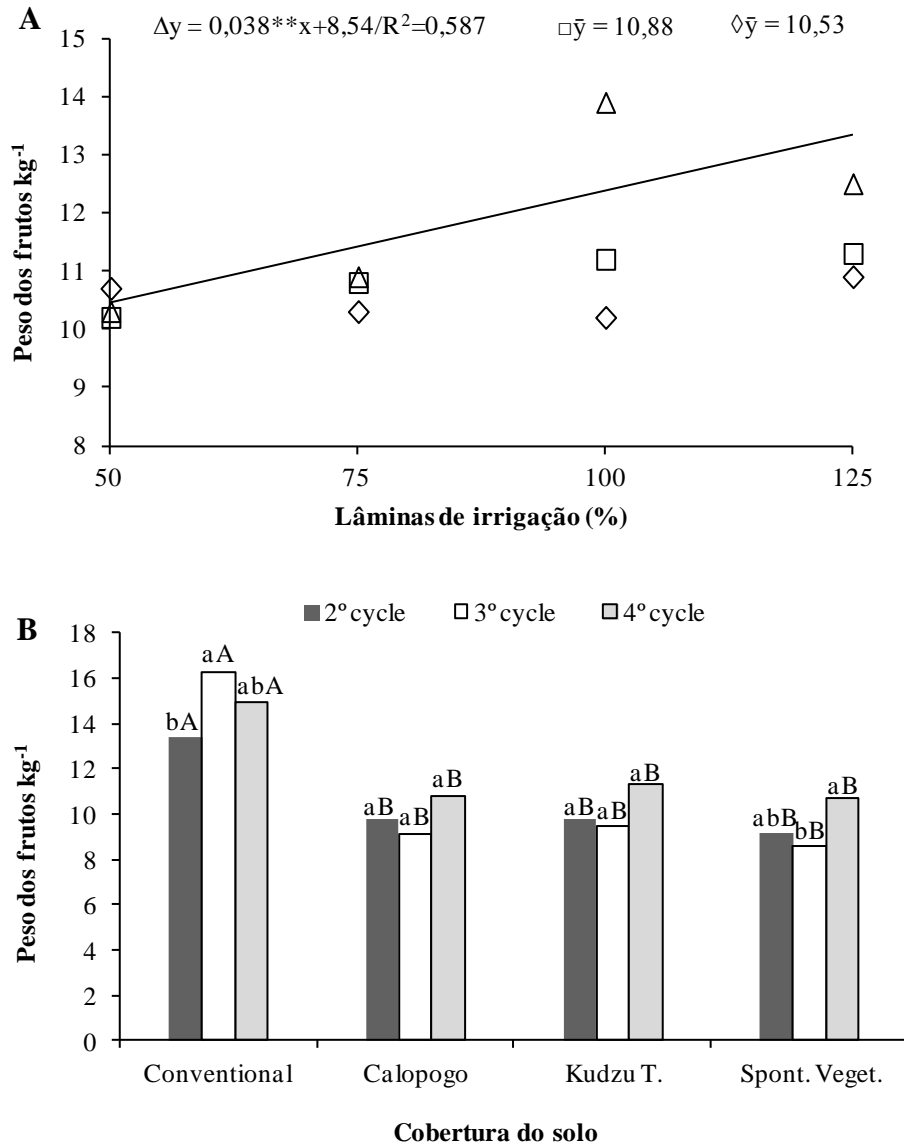 A
Δy = 0,038**x+8,54/R²=0,587 □ȳ = 10,88 ◇ȳ = 10,53
15
14
13
12
11
10
9
8
Peso dos frutos kg⁻¹
50 75 100 125
Lâminas de irrigação (%)
B
2º cycle 3º cycle 4º cycle
18
16
14
12
10
8
6
4
2
0
Peso dos frutos kg⁻¹
bA aA abA
aB aB aB
aB aB aB
abB bB aB
Conventional Calopogo Kudzu T. Spont. Veget.
Cobertura do solo